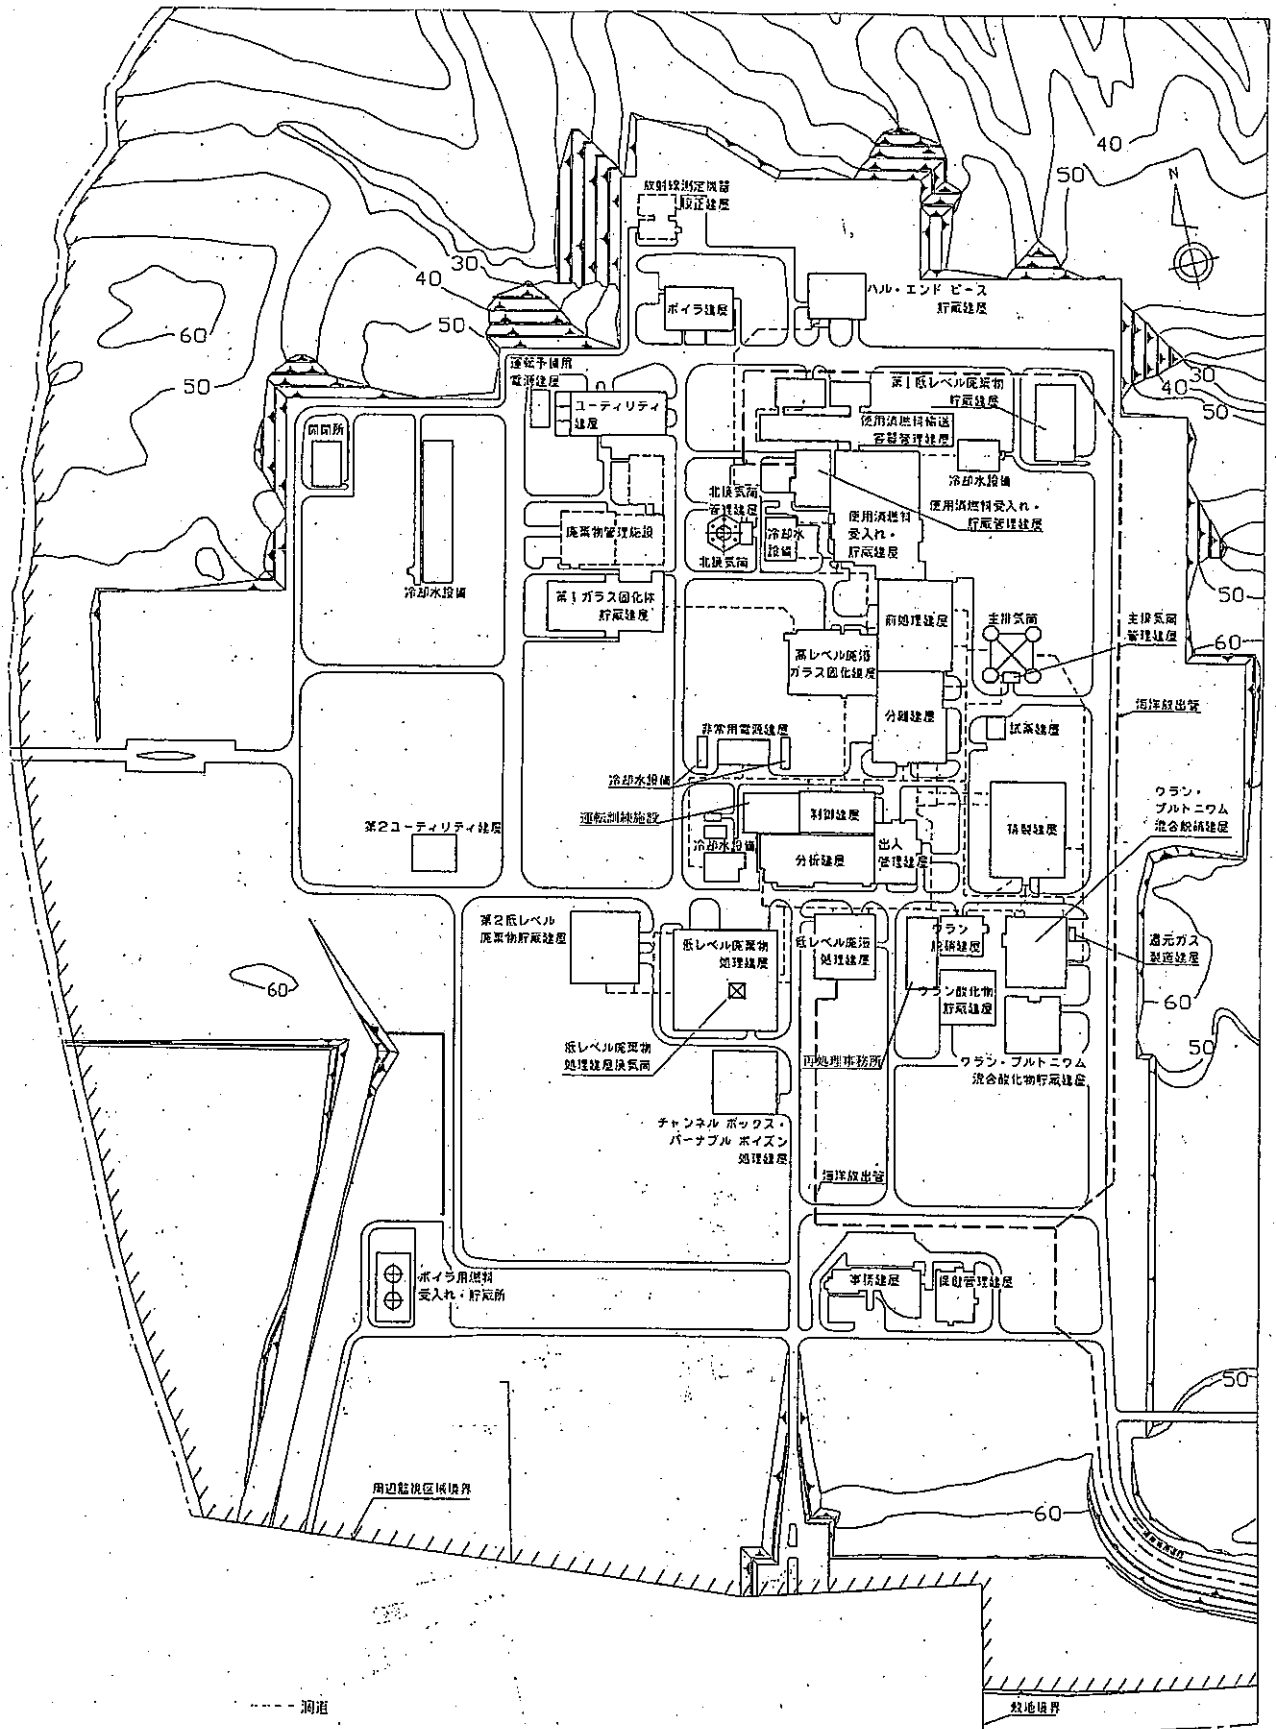 40
50
N
放射線測定機器
校正建屋
30
40
ボイラ建屋
ハル・エンド ピース
貯蔵建屋
60
50
50
運転予備用
電源建屋
ユーティリティ
建屋
第1低レベル廃棄物
貯蔵建屋
40
30
50
開閉所
使用済燃料輸送
容器管理建屋
冷却水設備
北換気筒
管理建屋
使用済燃料受入れ・
貯蔵管理建屋
使用済燃料
受入れ・
貯蔵建屋
廃棄物管理施設
冷却水
設備
北換気筒
50
冷却水設備
第1ガラス固化体
貯蔵建屋
50
前処理建屋
主排気筒
主排気筒
管理建屋
60
高レベル廃液
ガラス固化建屋
海洋放出管
分離建屋
非常用電源建屋
試薬建屋
冷却水設備
ウラン・
プルトニウム
混合脱硝建屋
運転訓練施設
制御建屋
精製建屋
第2ユーティリティ建屋
冷却水設備
分析建屋
出入
管理建屋
第2低レベル
廃棄物貯蔵建屋
低レベル廃棄物
処理建屋
低レベル廃液
処理建屋
ウラン
脱硝建屋
還元ガス
製造建屋
60
ウラン酸化物
貯蔵建屋
60
50
低レベル廃棄物
処理建屋換気筒
再処理事務所
ウラン・プルトニウム
混合酸化物貯蔵建屋
チャンネル ボックス・
バーナブル ポイズン
処理建屋
海洋放出管
ボイラ用燃料
受入れ・貯蔵所
事務建屋
保健管理建屋
50
周辺監視区域境界
60
---- 洞道
敷地境界